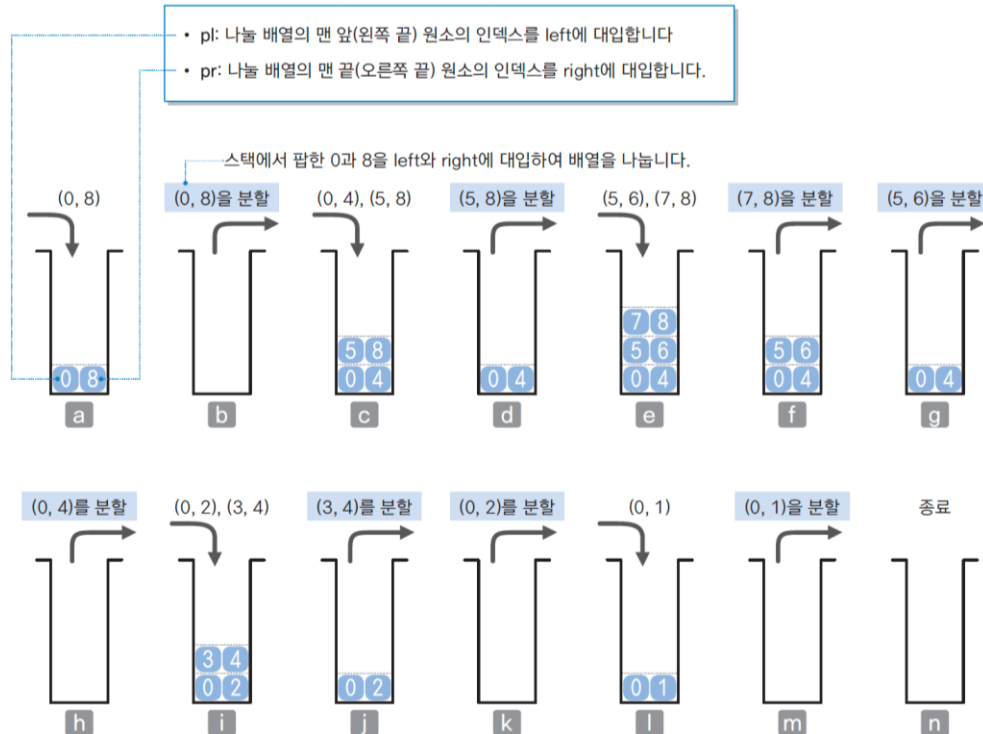 • pl: 나눌 배열의 맨 앞(왼쪽 끝) 원소의 인덱스를 left에 대입합니다
• pr: 나눌 배열의 맨 끝(오른쪽 끝) 원소의 인덱스를 right에 대입합니다.
스택에서 팝한 0과 8을 left와 right에 대입하여 배열을 나눕니다.
(0, 8) (0, 8)을 분할 (0, 4), (5, 8) (5, 8)을 분할 (5, 6), (7, 8) (7, 8)을 분할 (5, 6)을 분할
7 8
5 8 5 6 5 6
0 8 0 4 0 4 0 4 0 4 0 4
a b c d e f g
(0, 4)를 분할 (0, 2), (3, 4) (3, 4)를 분할 (0, 2)를 분할 (0, 1) (0, 1)을 분할 종료
3 4
0 2 0 2 0 1
h i j k l m n